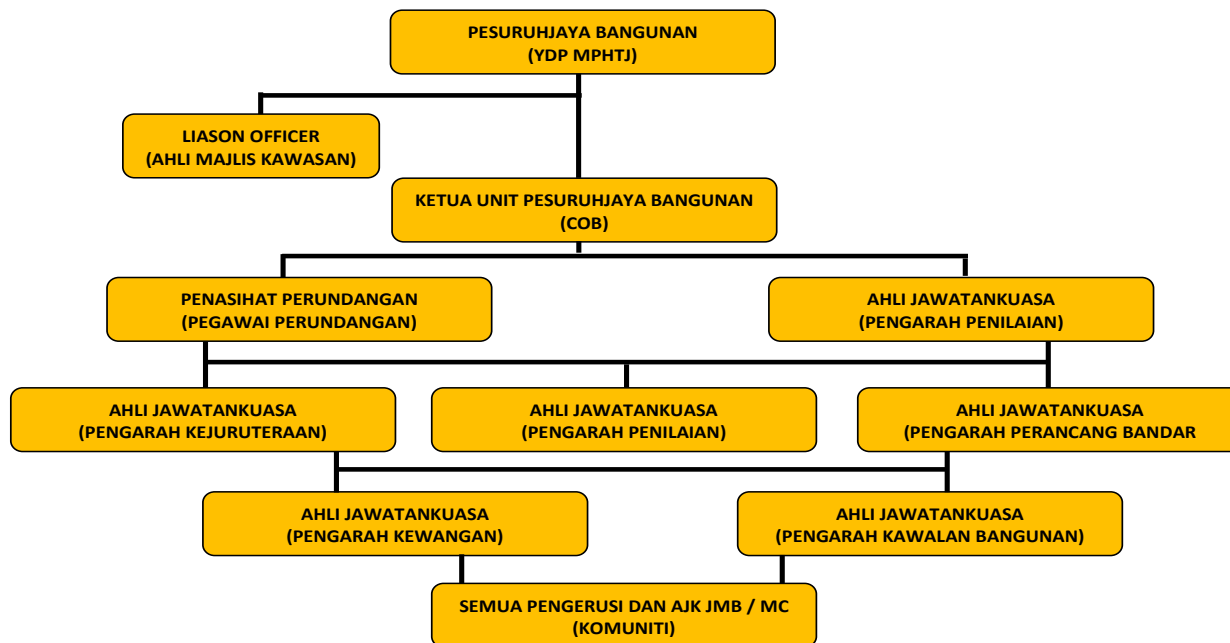 PESURUHJAYA BANGUNAN
(YDP MPHTJ)
LIASON OFFICER
(AHLI MAJLIS KAWASAN)
KETUA UNIT PESURUHJAYA BANGUNAN
(COB)
PENASIHAT PERUNDANGAN
(PEGAWAI PERUNDANGAN)
AHLI JAWATANKUASA
(PENGARAH PENILAIAN)
AHLI JAWATANKUASA
(PENGARAH KEJURUTERAAN)
AHLI JAWATANKUASA
(PENGARAH PENILAIAN)
AHLI JAWATANKUASA
(PENGARAH PERANCANG BANDAR
AHLI JAWATANKUASA
(PENGARAH KEWANGAN)
AHLI JAWATANKUASA
(PENGARAH KAWALAN BANGUNAN)
SEMUA PENGERUSI DAN AJK JMB / MC
(KOMUNITI)